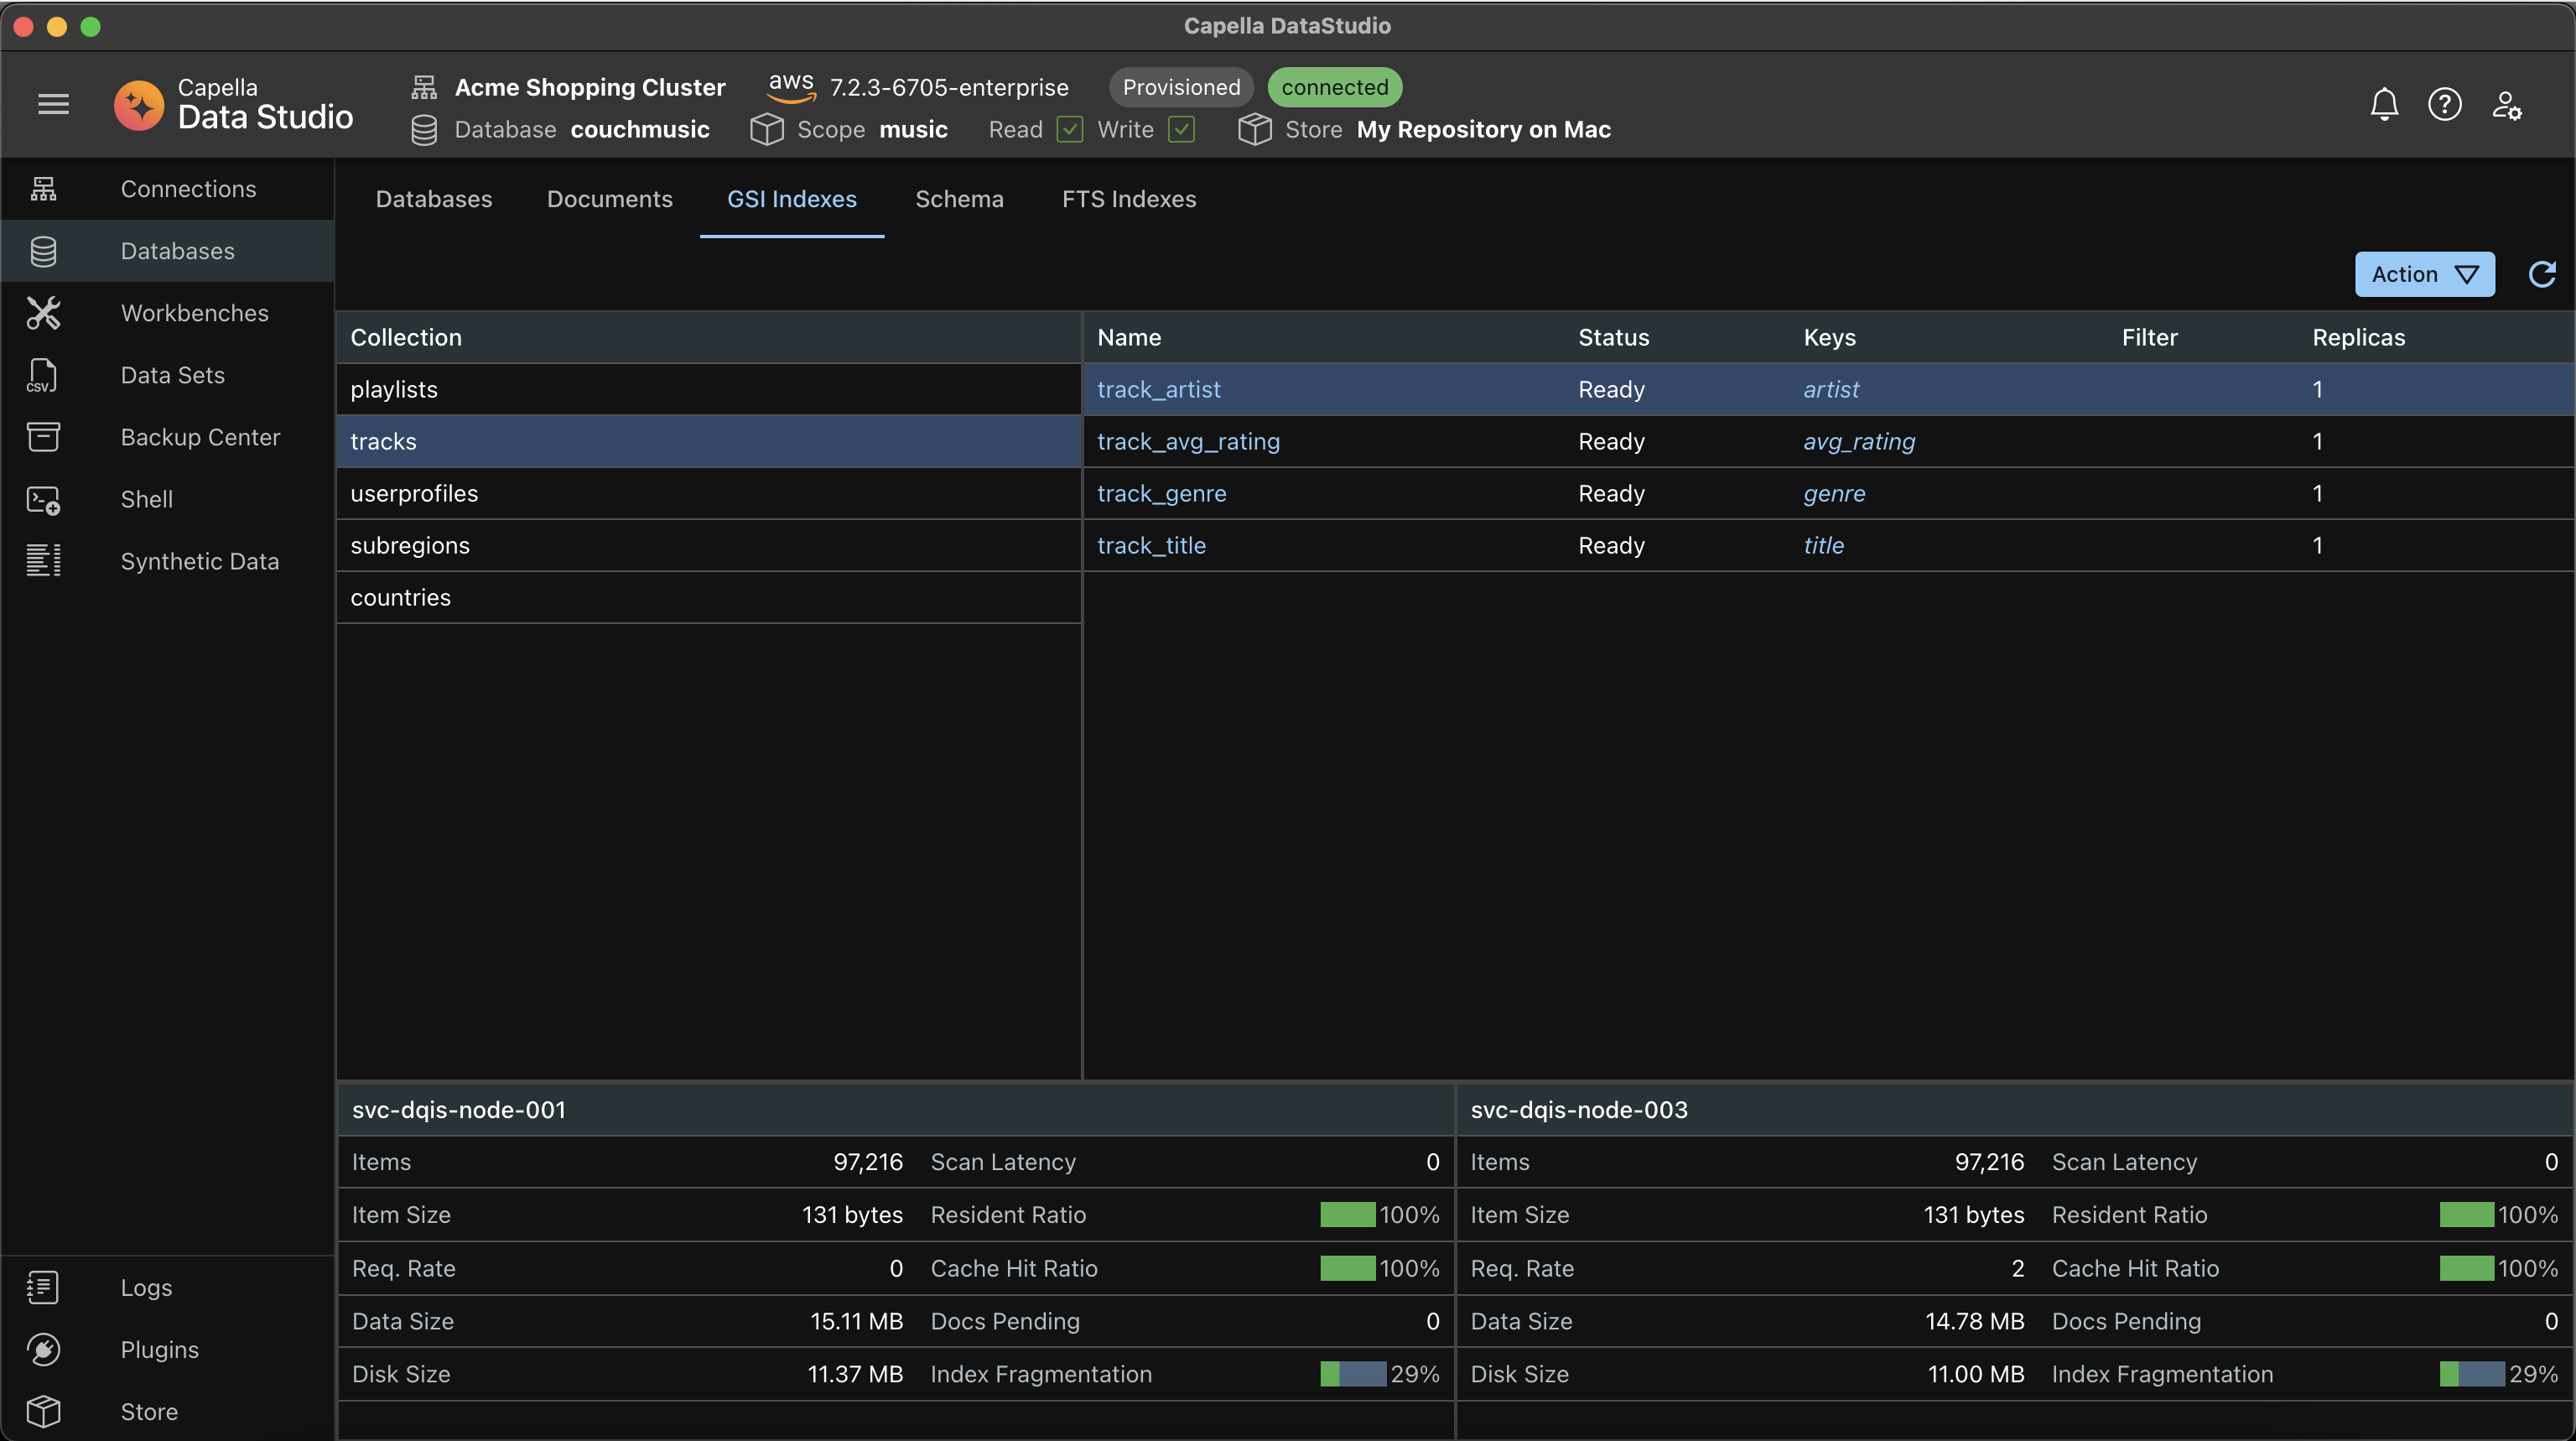 Capella DataStudio
Capella
Data Studio
Acme Shopping Cluster aws 7.2.3-6705-enterprise Provisioned connected
Database couchmusic Scope music Read Write Store My Repository on Mac
Connections
Databases
Workbenches
CSV Data Sets
Backup Center
Shell
Synthetic Data
Logs
Plugins
Store
Databases Documents GSI Indexes Schema FTS Indexes
Action
Collection
playlists
tracks
userprofiles
subregions
countries
Name Status Keys Filter Replicas
track_artist Ready artist 1
track_avg_rating Ready avg_rating 1
track_genre Ready genre 1
track_title Ready title 1
svc-dqis-node-001
Items 97,216 Scan Latency 0
Item Size 131 bytes Resident Ratio 100%
Req. Rate 0 Cache Hit Ratio 100%
Data Size 15.11 MB Docs Pending 0
Disk Size 11.37 MB Index Fragmentation 29%
svc-dqis-node-003
Items 97,216 Scan Latency 0
Item Size 131 bytes Resident Ratio 100%
Req. Rate 2 Cache Hit Ratio 100%
Data Size 14.78 MB Docs Pending 0
Disk Size 11.00 MB Index Fragmentation 29%